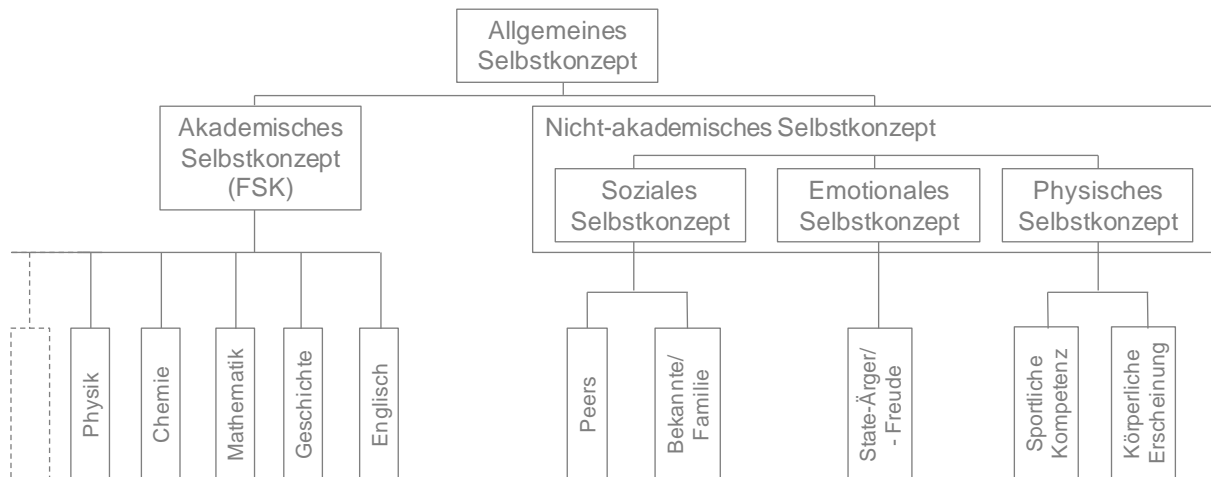 Allgemeines
Selbstkonzept
Akademisches
Selbstkonzept
(FSK)
Nicht-akademisches Selbstkonzept
Soziales
Selbstkonzept
Emotionales
Selbstkonzept
Physisches
Selbstkonzept
Physik
Chemie
Mathematik
Geschichte
Englisch
Peers
Bekannte/
Familie
State-Ärger/
- Freude
Sportliche
Kompetenz
Körperliche
Erscheinung